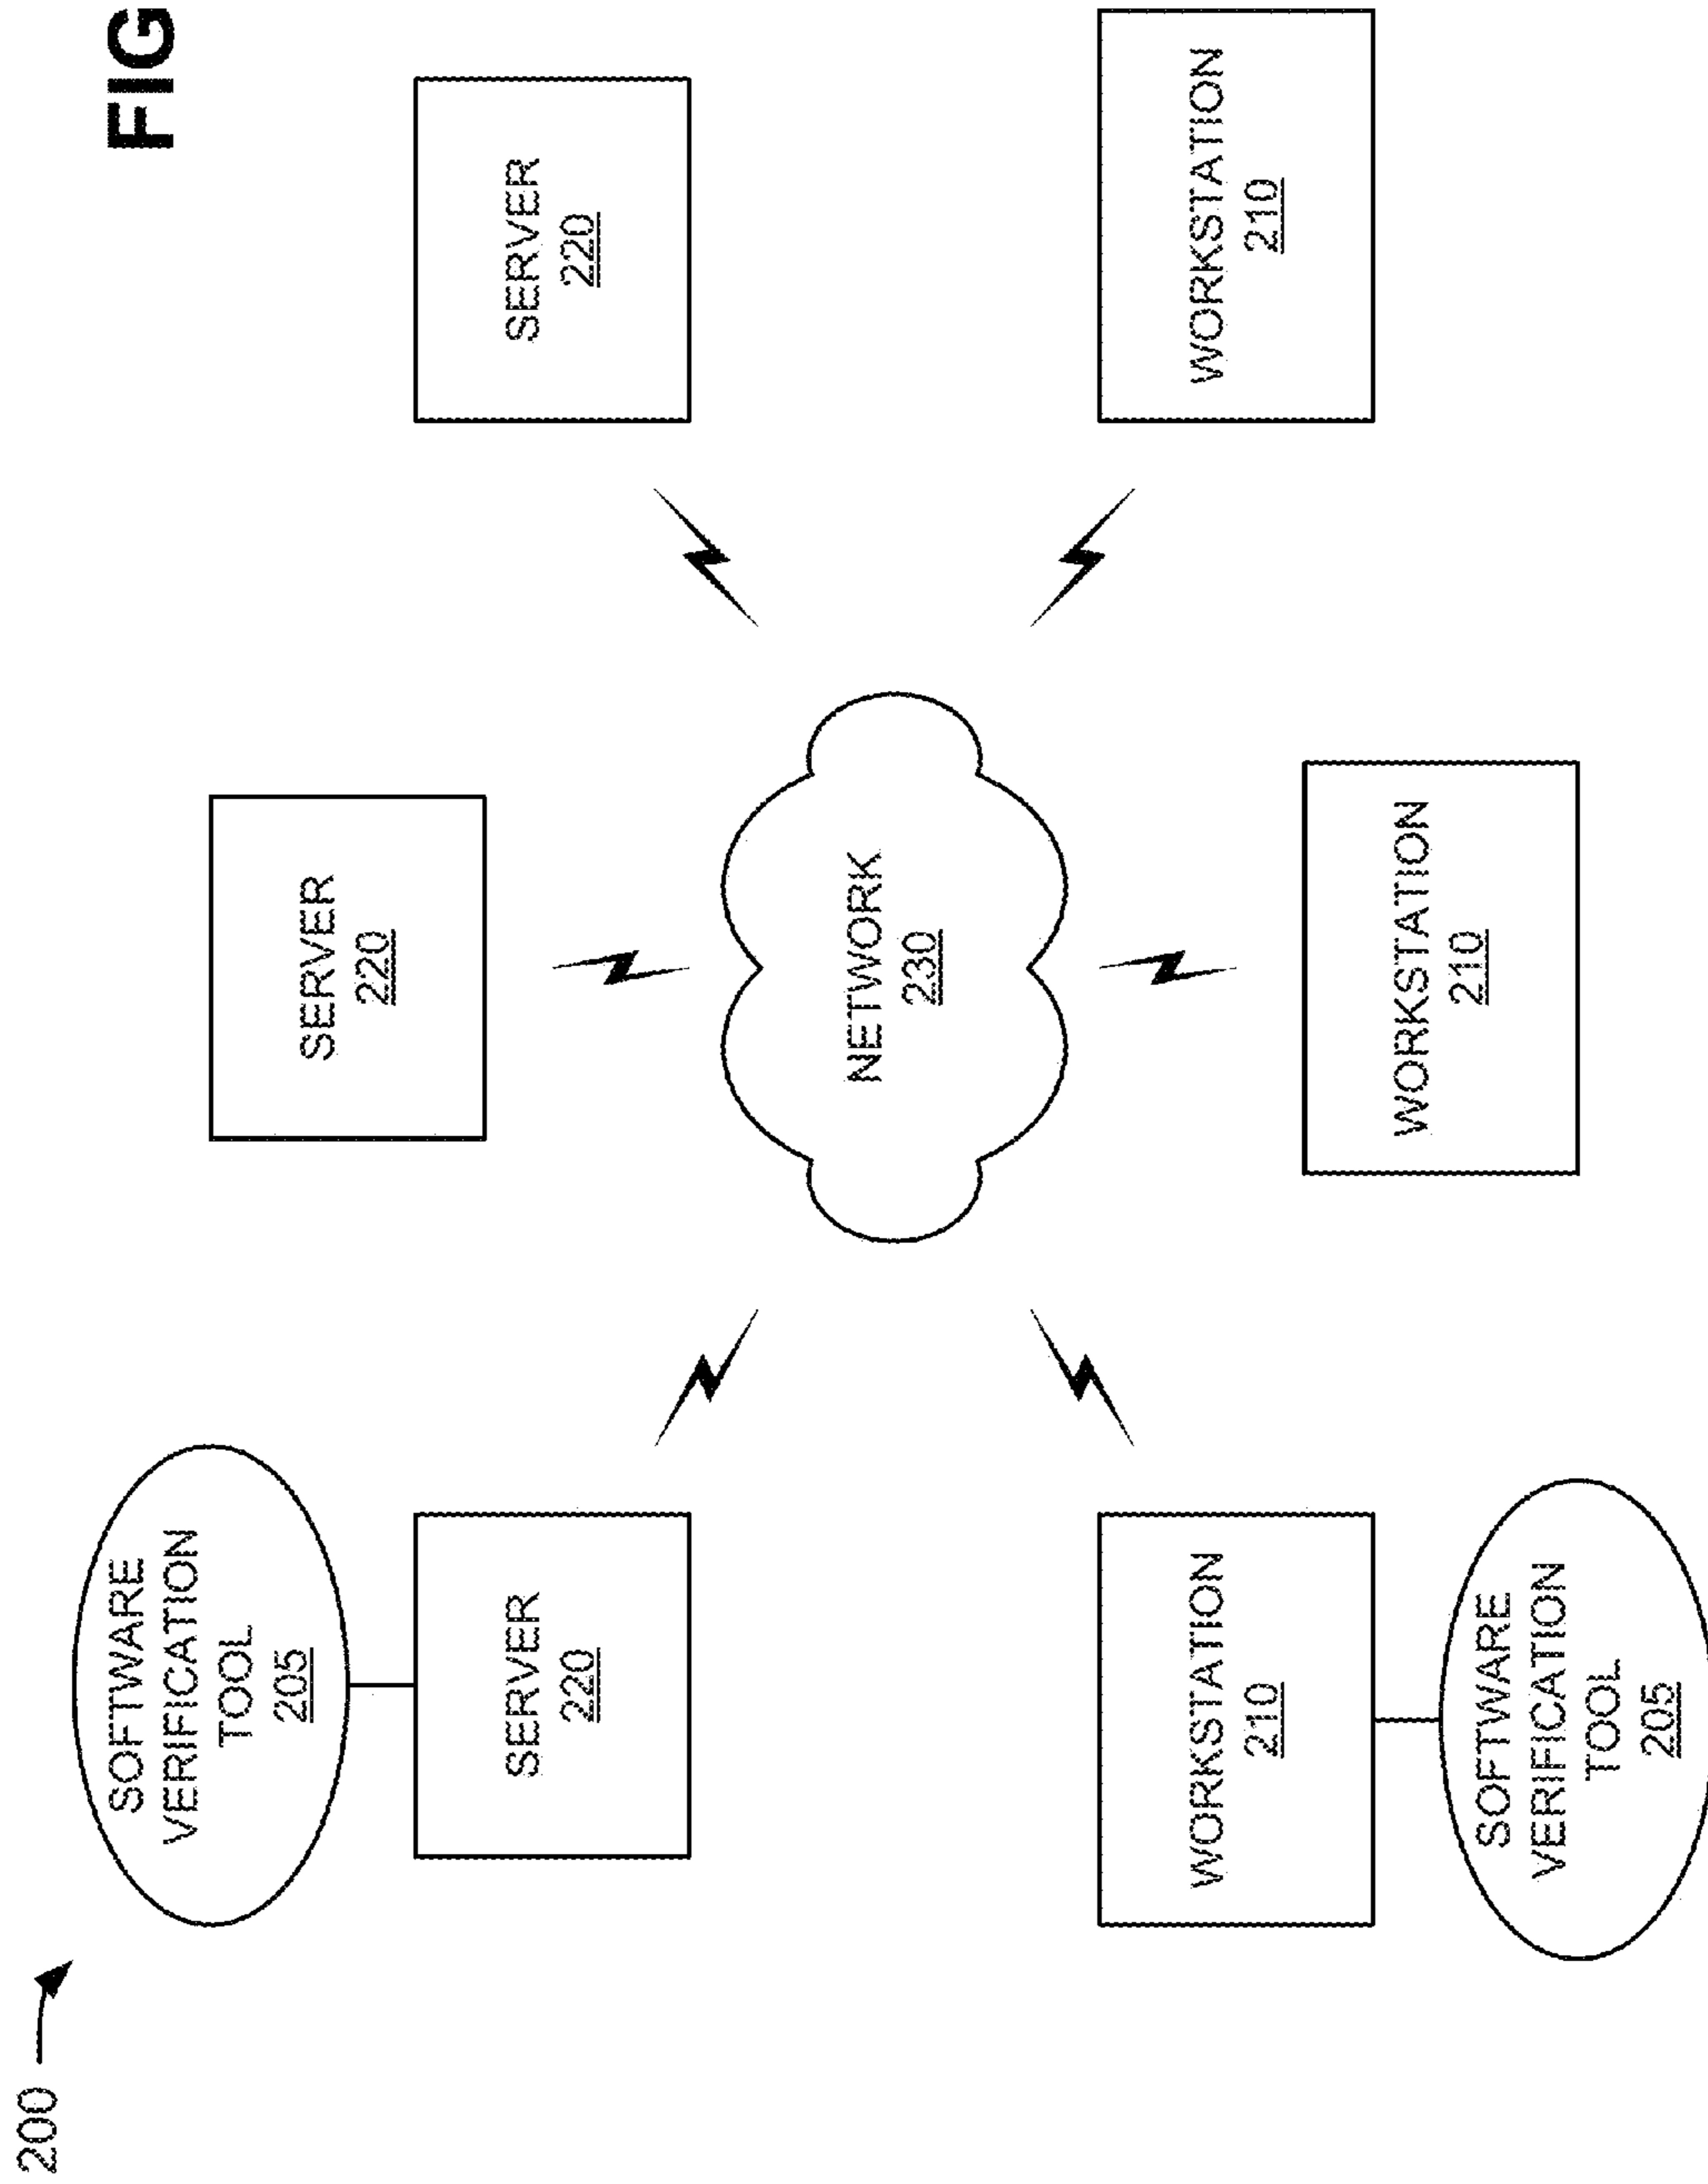 200
FIG
SOFTWARE
VERIFICATION
TOOL
205
SERVER
220
SERVER
220
SERVER
220
NETWORK
230
WORKSTATION
210
WORKSTATION
210
WORKSTATION
210
SOFTWARE
VERIFICATION
TOOL
205